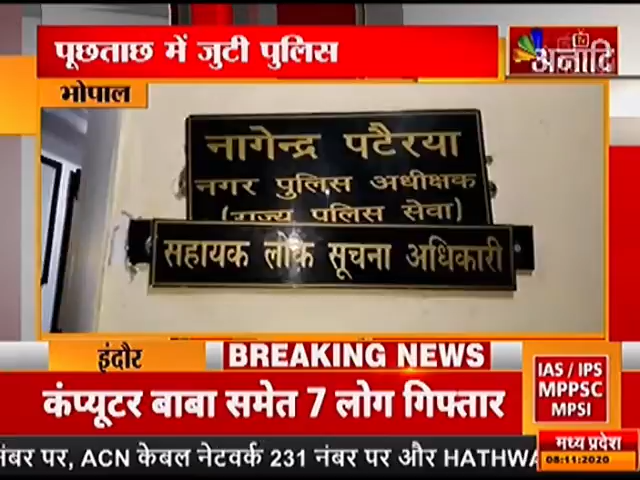 पूछताछ में जुटी पुलिस
अनादि
भोपाल
नागेन्द्र पटैरया
नगर पुलिस अधीक्षक
(राज्य पुलिस सेवा)
सहायक लोक सूचना अधिकारी
इंदौर
BREAKING NEWS
कंप्यूटर बाबा समेत 7 लोग गिफ्तार
IAS / IPS
MPPSC
MPSI
नंबर पर, ACN केबल नेटवर्क 231 नंबर पर और HATHWA
मध्य प्रदेश
08:11:2020